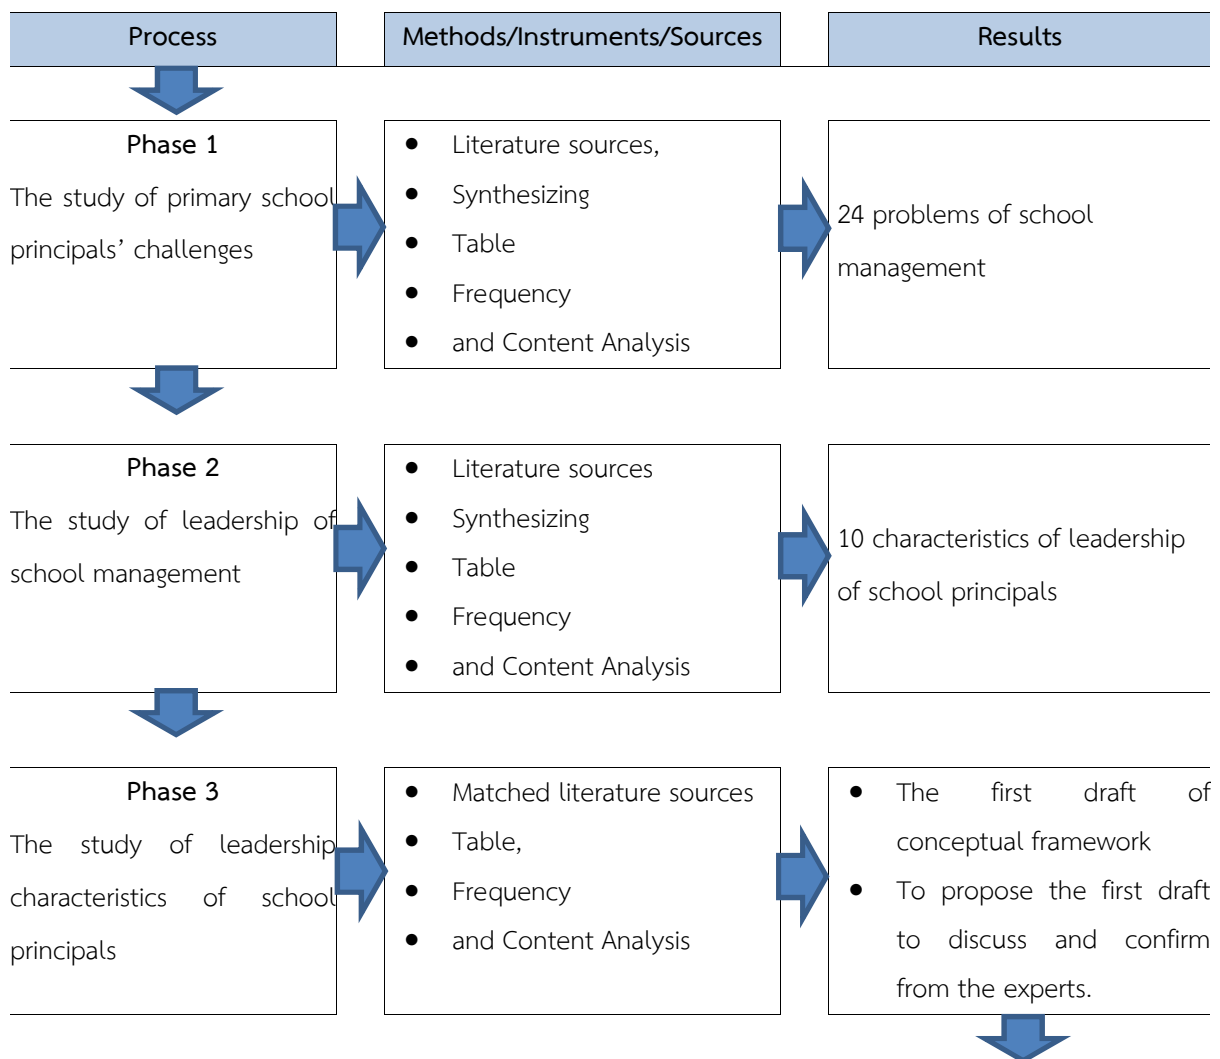 Process
Methods/Instruments/Sources
Results
Phase 1
The study of primary school
principals’ challenges
● Literature sources,
● Synthesizing
● Table
● Frequency
● and Content Analysis
24 problems of school
management
Phase 2
The study of leadership of
school management
● Literature sources
● Synthesizing
● Table
● Frequency
● and Content Analysis
10 characteristics of leadership
of school principals
Phase 3
The study of leadership
characteristics of school
principals
● Matched literature sources
● Table,
● Frequency
● and Content Analysis
● The first draft of
conceptual framework
● To propose the first draft
to discuss and confirm
from the experts.